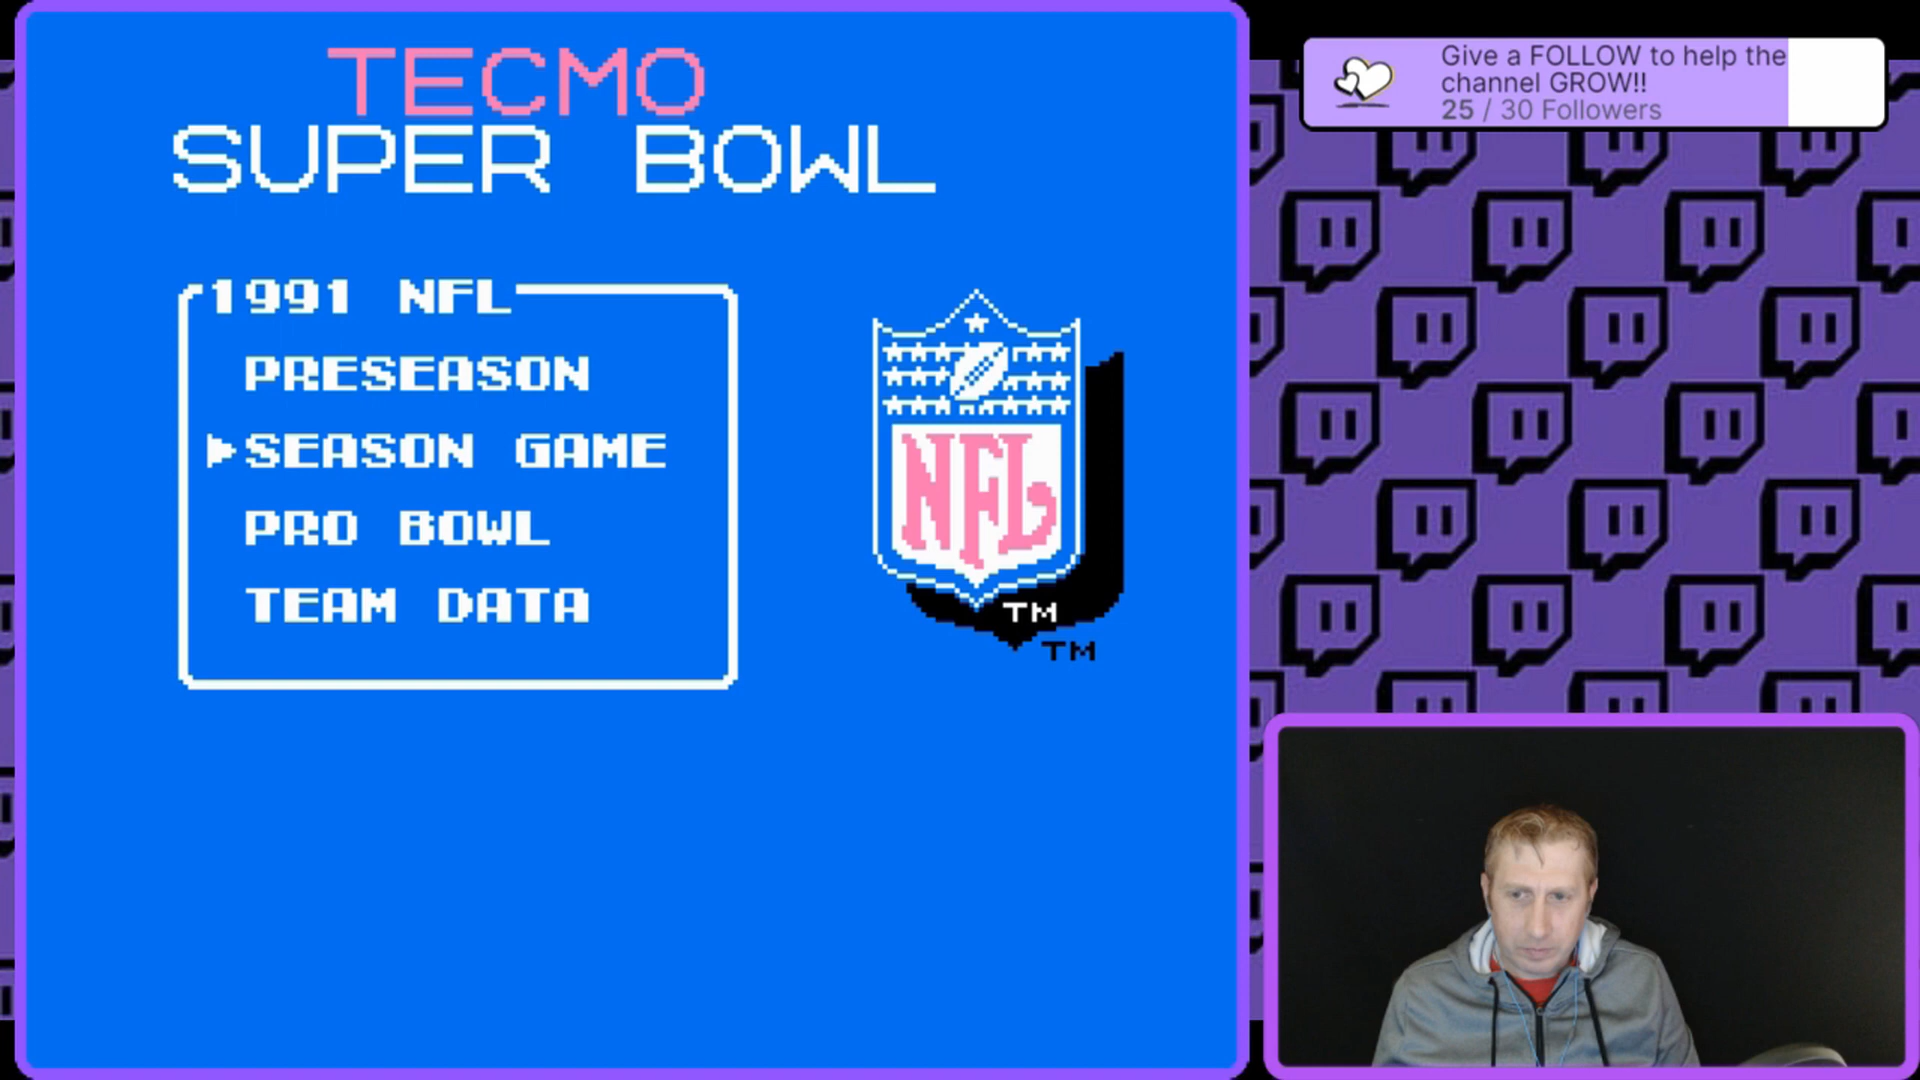 TECMO
SUPER BOWL
1991 NFL
PRESEASON
▶SEASON GAME
PRO BOWL
TEAM DATA
NFL
TM
TM
Give a FOLLOW to help the
channel GROW!!
25 / 30 Followers